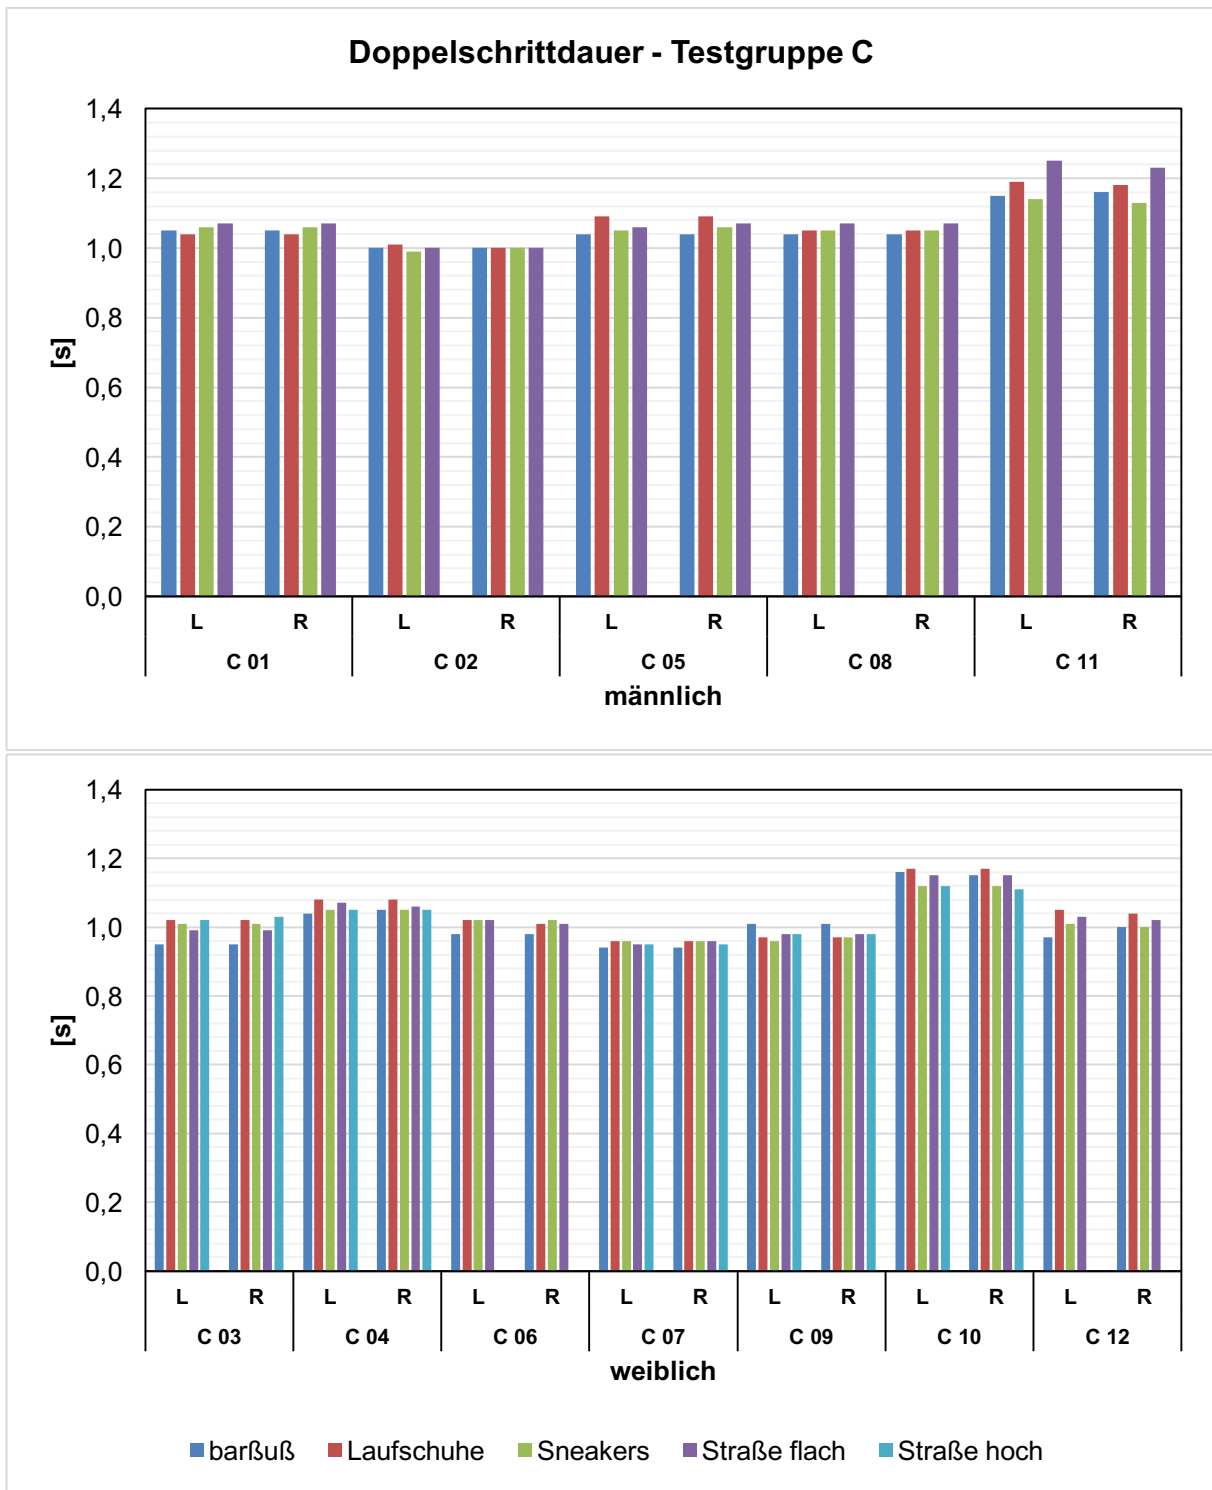 Doppelschrittdauer - Testgruppe C
1,4
1,2
1,0
0,8
0,6
0,4
0,2
0,0
[s]
L R L R L R L R L R
C 01 C 02 C 05 C 08 C 11
männlich
1,4
1,2
1,0
0,8
0,6
0,4
0,2
0,0
[s]
L R L R L R L R L R L R L R
C 03 C 04 C 06 C 07 C 09 C 10 C 12
weiblich
barßuß Laufschuhe Sneakers Straße flach Straße hoch